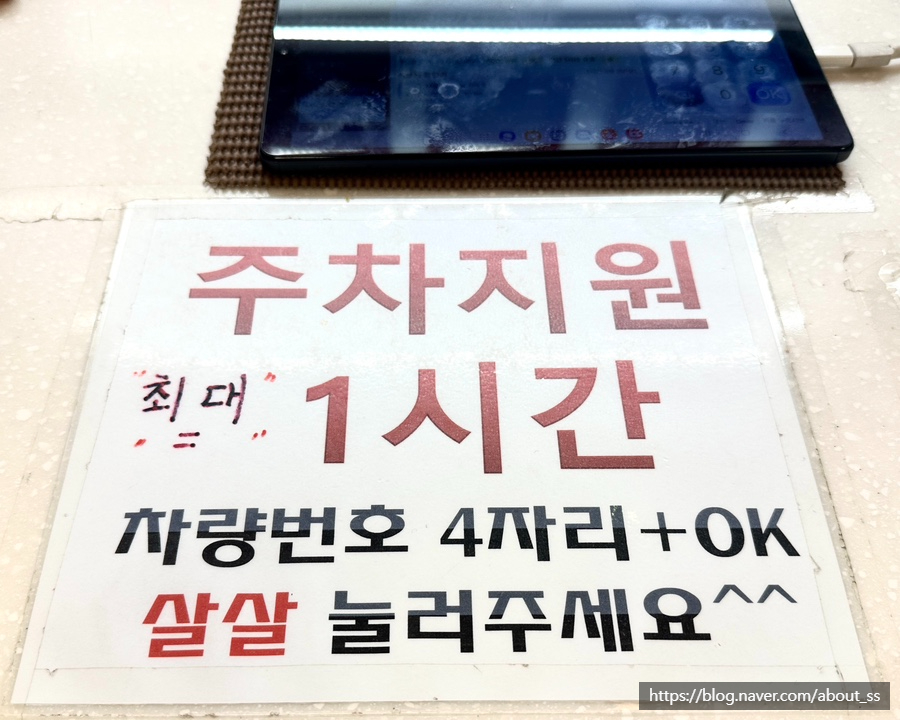 OK
주차지원
"최대" 1시간
차량번호 4자리+OK
살살 눌러주세요^^
https://blog.naver.com/about_ss